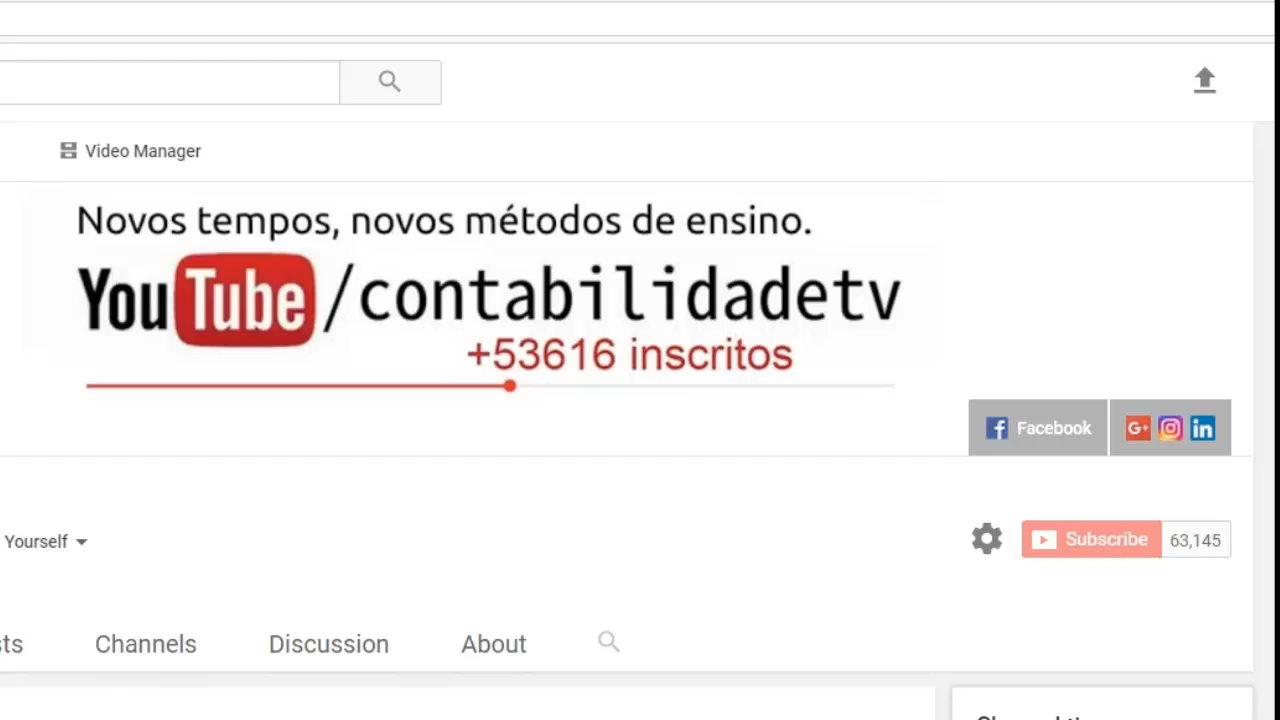 Video Manager
Novos tempos, novos métodos de ensino.
YouTube/contabilidadetv
+53616 inscritos
Facebook
G+ in
Yourself
Subscribe 63,145
sts Channels Discussion About